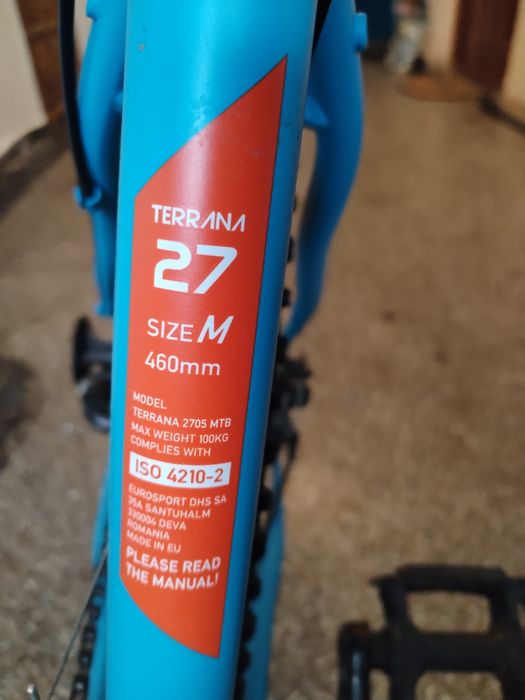 TERRANA
27
SIZE M
460mm
MODEL
TERRANA 2705 MTB
MAX WEIGHT 100KG
COMPLIES WITH
ISO 4210-2
EUROSPORT DHS SA
35A SANTUHALM
330004 DEVA
ROMANIA
MADE IN EU
PLEASE READ
THE MANUAL!